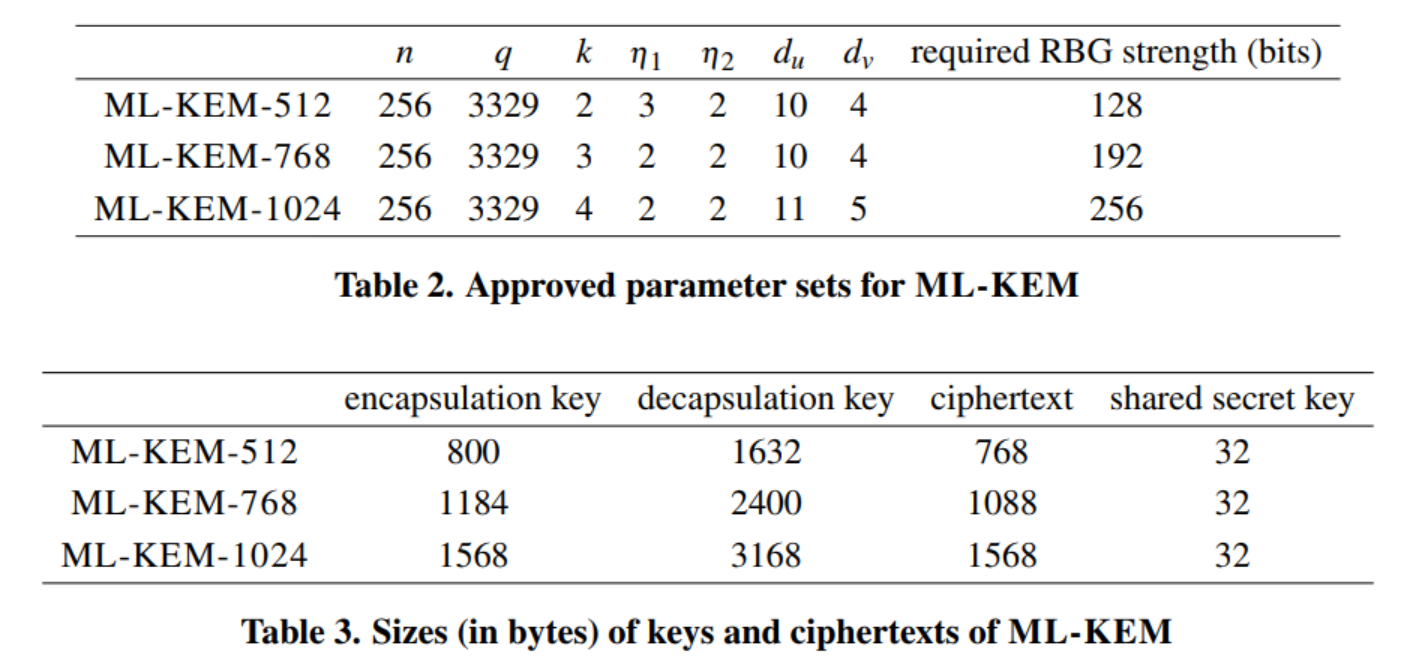 n q k η₁ η₂ dᵤ dᵥ required RBG strength (bits)
ML-KEM-512 256 3329 2 3 2 10 4 128
ML-KEM-768 256 3329 3 2 2 10 4 192
ML-KEM-1024 256 3329 4 2 2 11 5 256
Table 2. Approved parameter sets for ML-KEM
encapsulation key decapsulation key ciphertext shared secret key
ML-KEM-512 800 1632 768 32
ML-KEM-768 1184 2400 1088 32
ML-KEM-1024 1568 3168 1568 32
Table 3. Sizes (in bytes) of keys and ciphertexts of ML-KEM